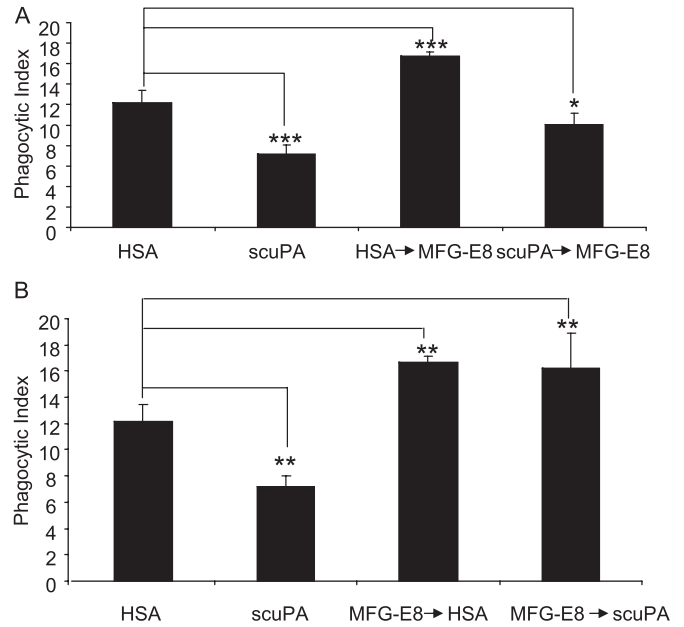 A
Phagocytic Index
20
18
16
14
12
10
8
6
4
2
0
***
***
*
HSA
scuPA
HSA→MFG-E8
scuPA→MFG-E8
B
Phagocytic Index
20
18
16
14
12
10
8
6
4
2
0
**
**
**
HSA
scuPA
MFG-E8→HSA
MFG-E8→scuPA